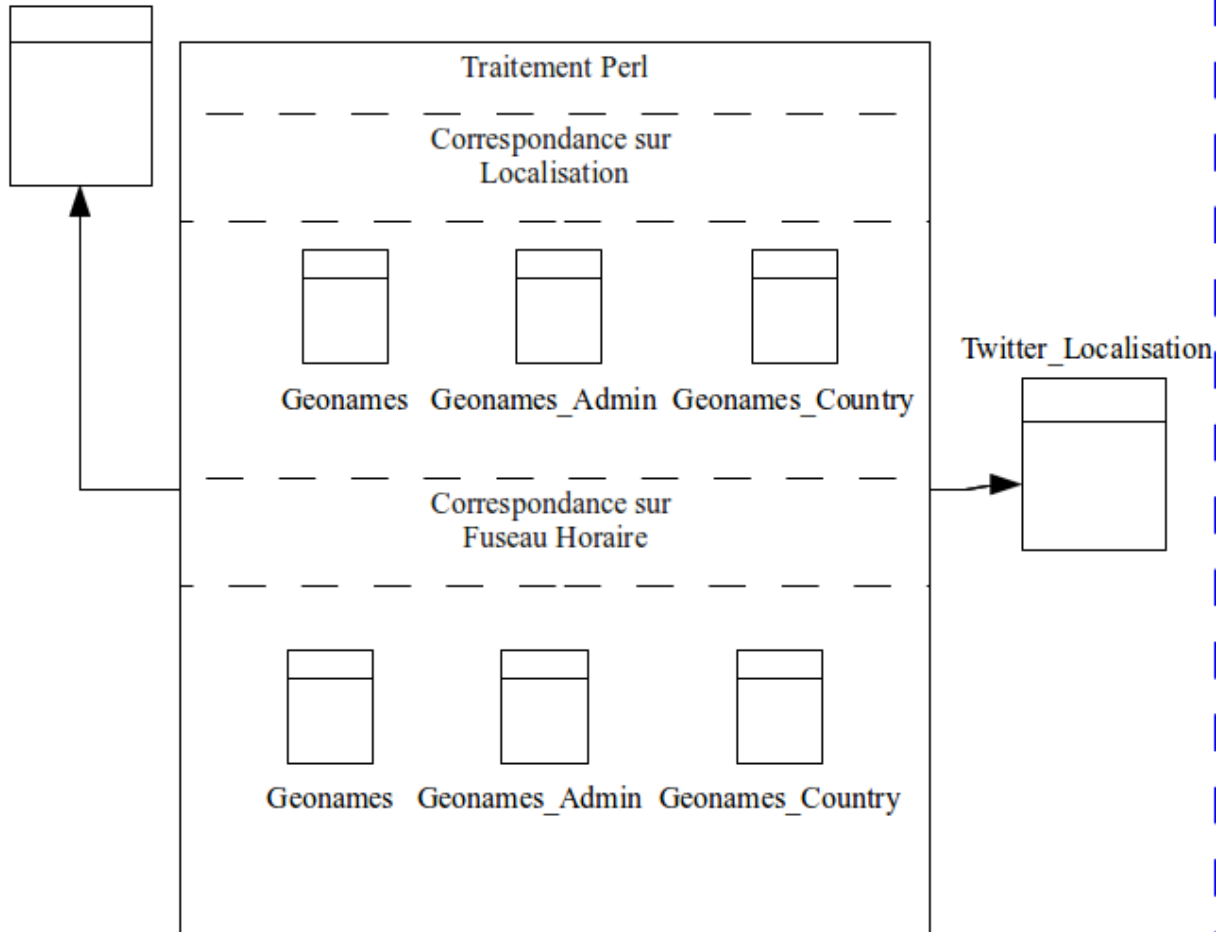 Traitement Perl
Correspondance sur
Localisation
Geonames Geonames_Admin Geonames_Country
Twitter_Localisation
Correspondance sur
Fuseau Horaire
Geonames Geonames_Admin Geonames_Country